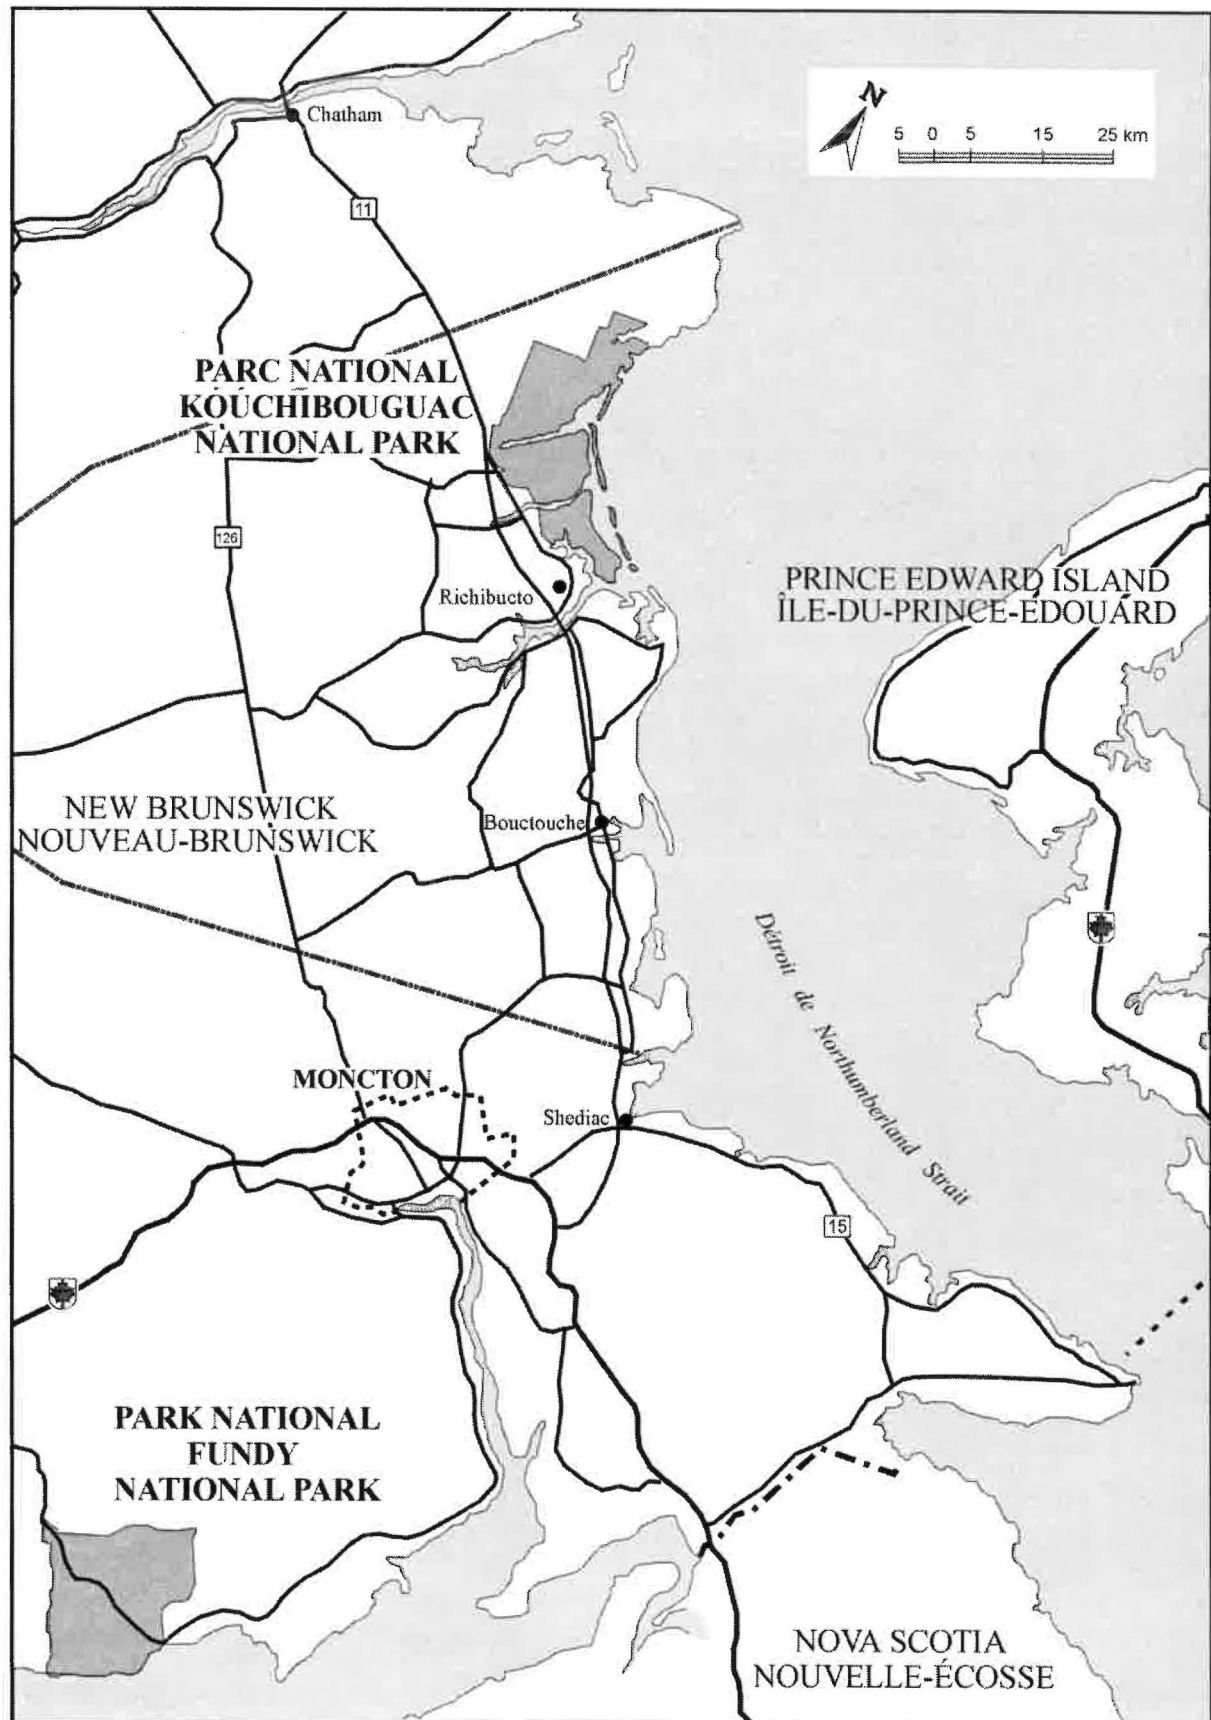 N
5 0 5 15 25 km
Chatham
11
PARC NATIONAL
KOUCHIBOUGUAC
NATIONAL PARK
126
PRINCE EDWARD ISLAND
ÎLE-DU-PRINCE-ÉDOUARD
Richibucto
NEW BRUNSWICK
NOUVEAU-BRUNSWICK
Bouctouche
Détroit de Northumberland Strait
MONCTON
Shediac
15
PARK NATIONAL
FUNDY
NATIONAL PARK
NOVA SCOTIA
NOUVELLE-ÉCOSSE